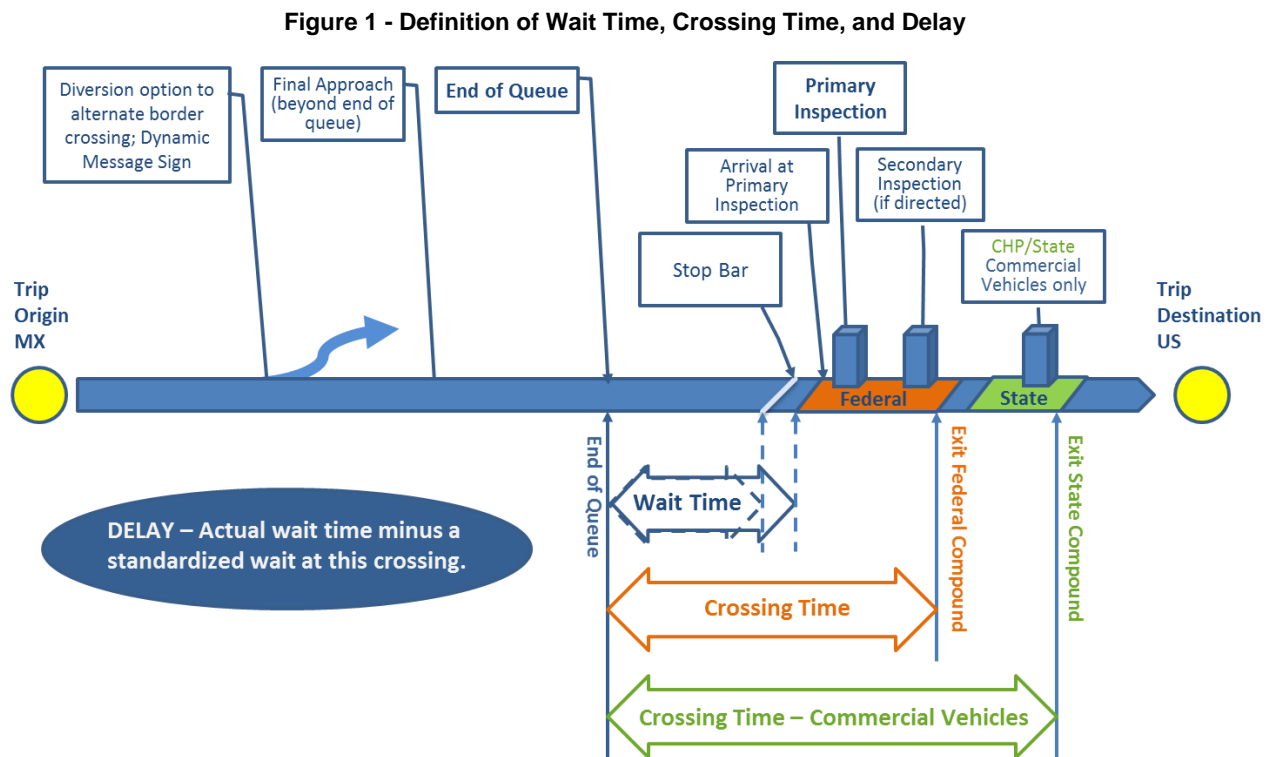 Figure 1 - Definition of Wait Time, Crossing Time, and Delay
Diversion option to
alternate border
crossing; Dynamic
Message Sign
Final Approach
(beyond end of
queue)
End of Queue
Primary
Inspection
Arrival at
Primary
Inspection
Secondary
Inspection
(if directed)
Stop Bar
CHP/State
Commercial
Vehicles only
Trip
Origin
MX
Trip
Destination
US
Federal
State
End of Queue
Wait Time
Exit Federal Compound
Exit State Compound
DELAY – Actual wait time minus a
standardized wait at this crossing.
Crossing Time
Crossing Time – Commercial Vehicles